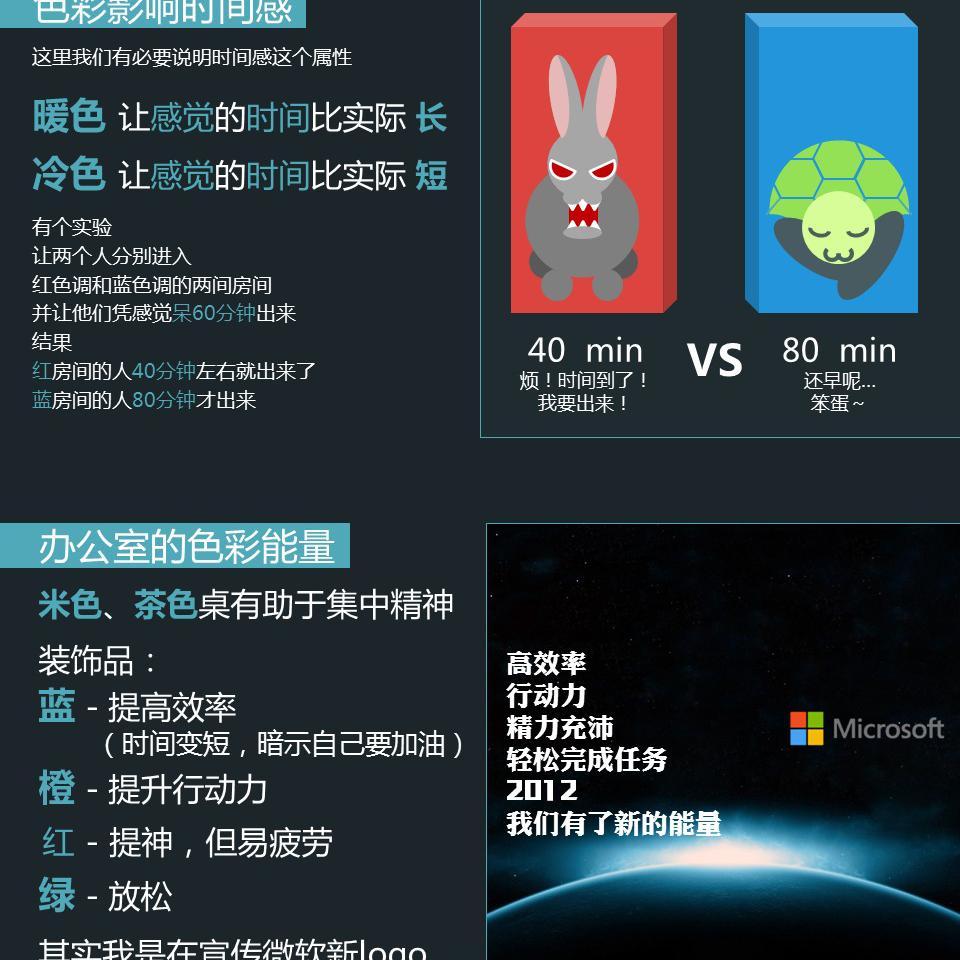 色彩影响时间感
这里我们有必要说明时间感这个属性
暖色 让感觉的时间比实际 长
冷色 让感觉的时间比实际 短
有个实验
让两个人分别进入
红色调和蓝色调的两间房间
并让他们凭感觉呆60分钟出来
结果
红房间的人40分钟左右就出来了
蓝房间的人80分钟才出来
40 min
烦！时间到了！
我要出来！
VS
80 min
还早呢...
笨蛋～
办公室的色彩能量
米色、茶色桌有助于集中精神
装饰品：
蓝 - 提高效率
（时间变短，暗示自己要加油）
橙 - 提升行动力
红 - 提神，但易疲劳
绿 - 放松
其实我是在宣传微软新logo
高效率
行动力
精力充沛
轻松完成任务
2012
我们有了新的能量
Microsoft